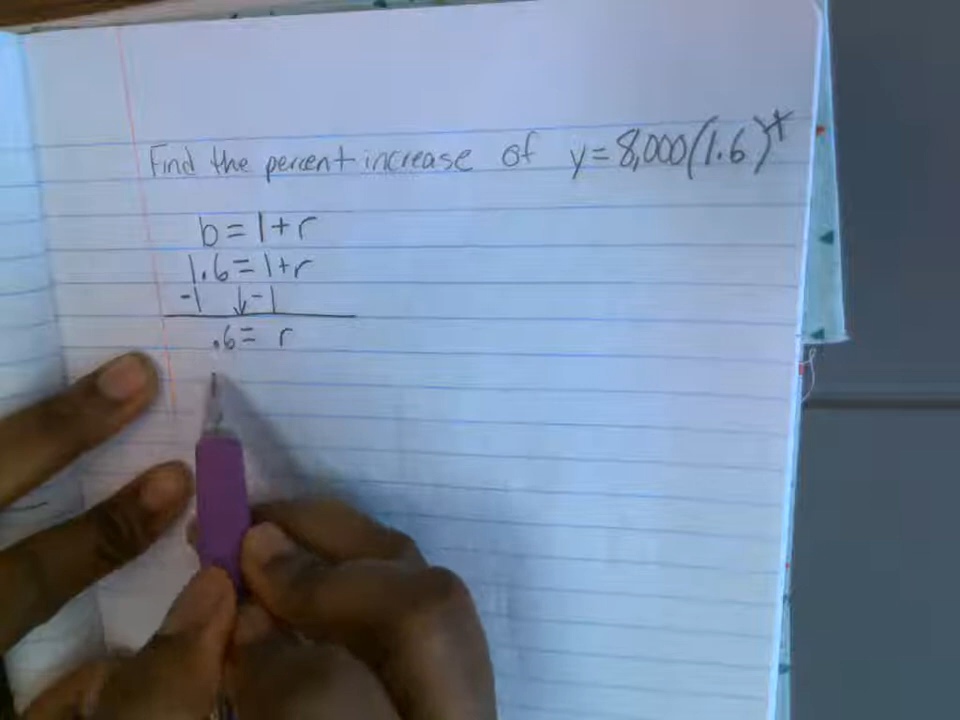 Find the percent increase of y=8,000(1.6)^x
b=1+r
1.6=1+r
-1 ↓-1
.6= r